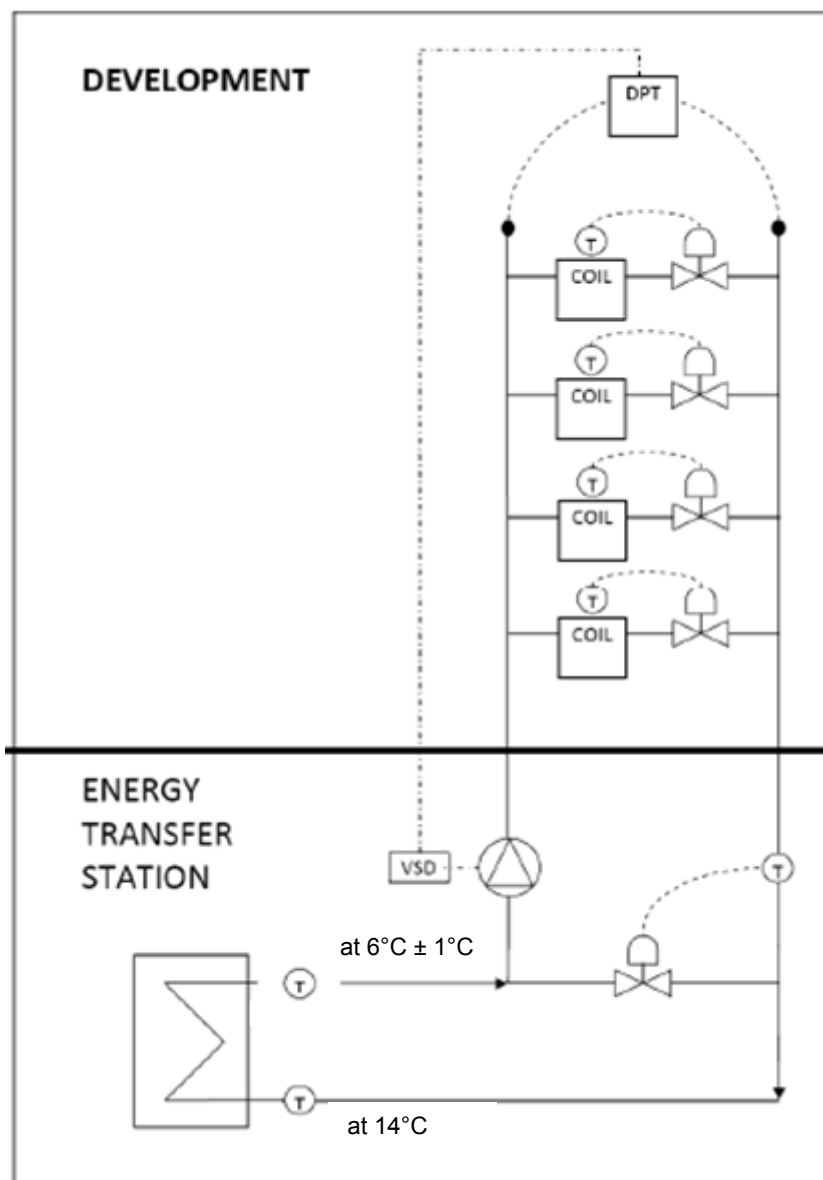 DEVELOPMENT
DPT
T
COIL
T
COIL
T
COIL
T
COIL
ENERGY
TRANSFER
STATION
VSD
T
at 6°C ± 1°C
T
T
at 14°C